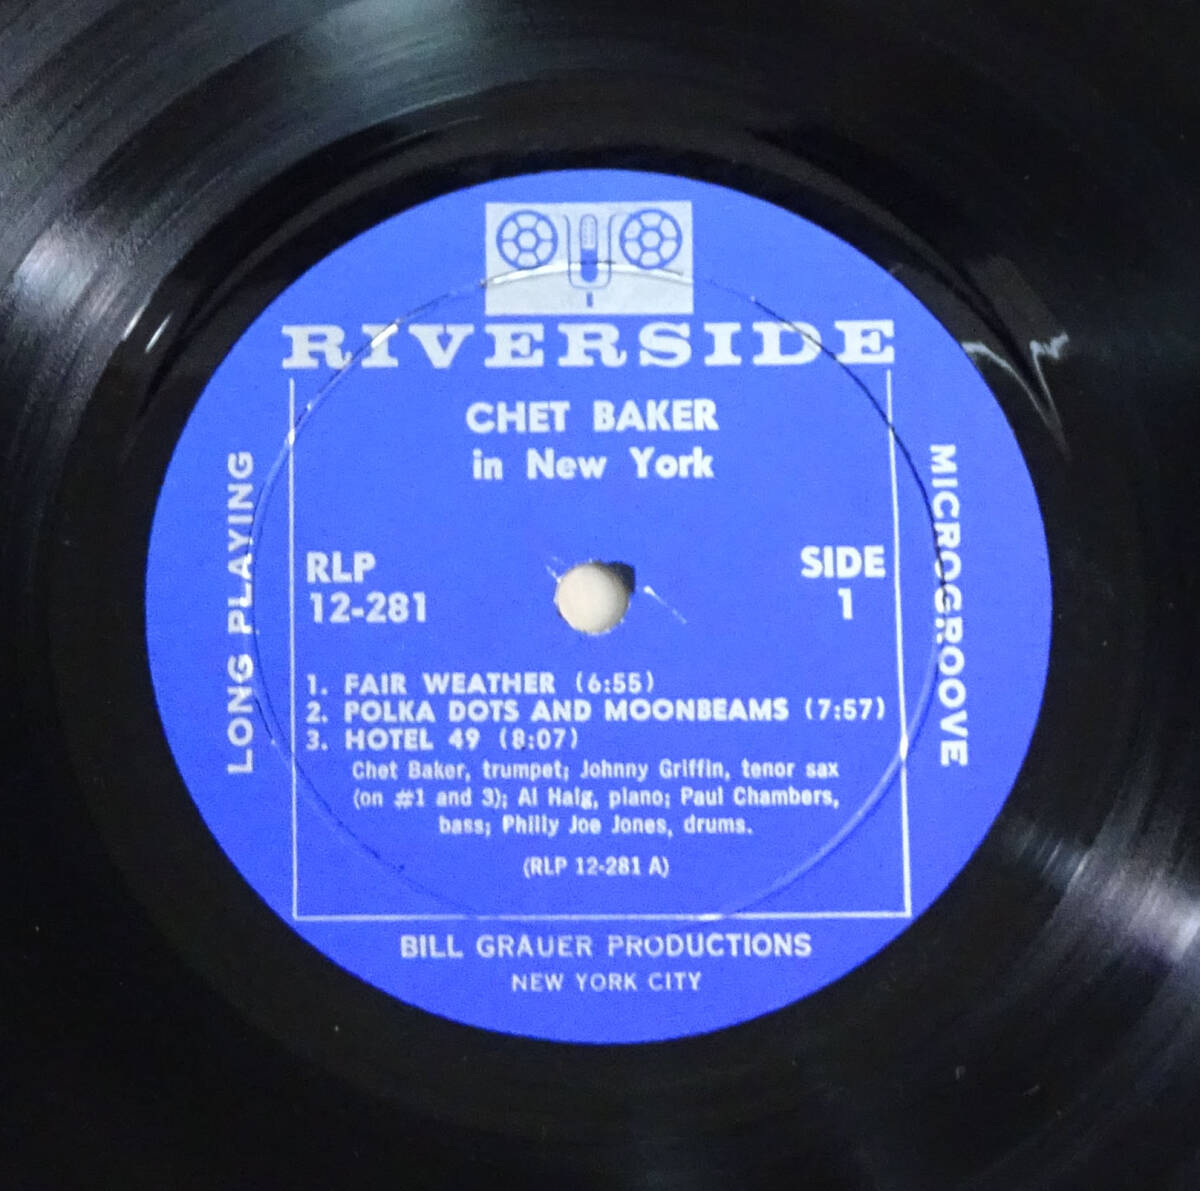 RIVERSIDE
CHET BAKER
in New York
RLP
12-281
SIDE
1
LONG PLAYING
MICROGROOVE
1. FAIR WEATHER (6:55)
2. POLKA DOTS AND MOONBEAMS (7:57)
3. HOTEL 49 (8:07)
Chet Baker, trumpet; Johnny Griffin, tenor sax
(on #1 and 3); Al Haig, piano; Paul Chambers,
bass; Philly Joe Jones, drums.
(RLP 12-281 A)
BILL GRAUER PRODUCTIONS
NEW YORK CITY